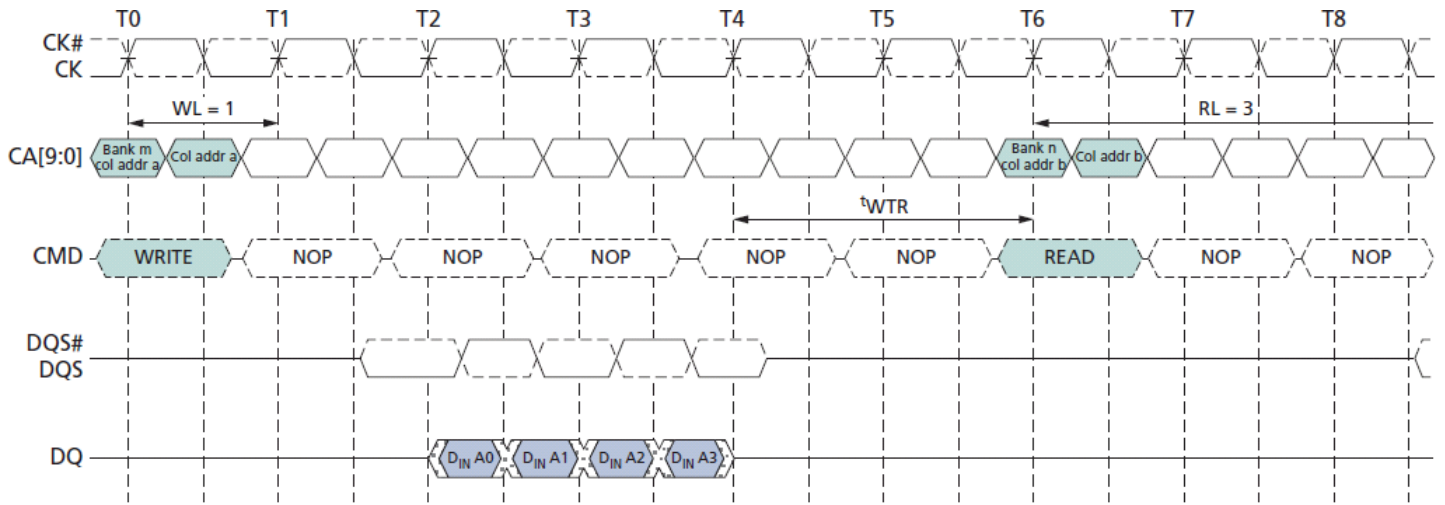 T0 T1 T2 T3 T4 T5 T6 T7 T8
CK#
CK
WL = 1 RL = 3
CA[9:0] Bank m col addr a Col addr a Bank n col addr b Col addr b
tWTR
CMD WRITE NOP NOP NOP NOP NOP READ NOP NOP
DQS#
DQS
DQ DIN A0 DIN A1 DIN A2 DIN A3